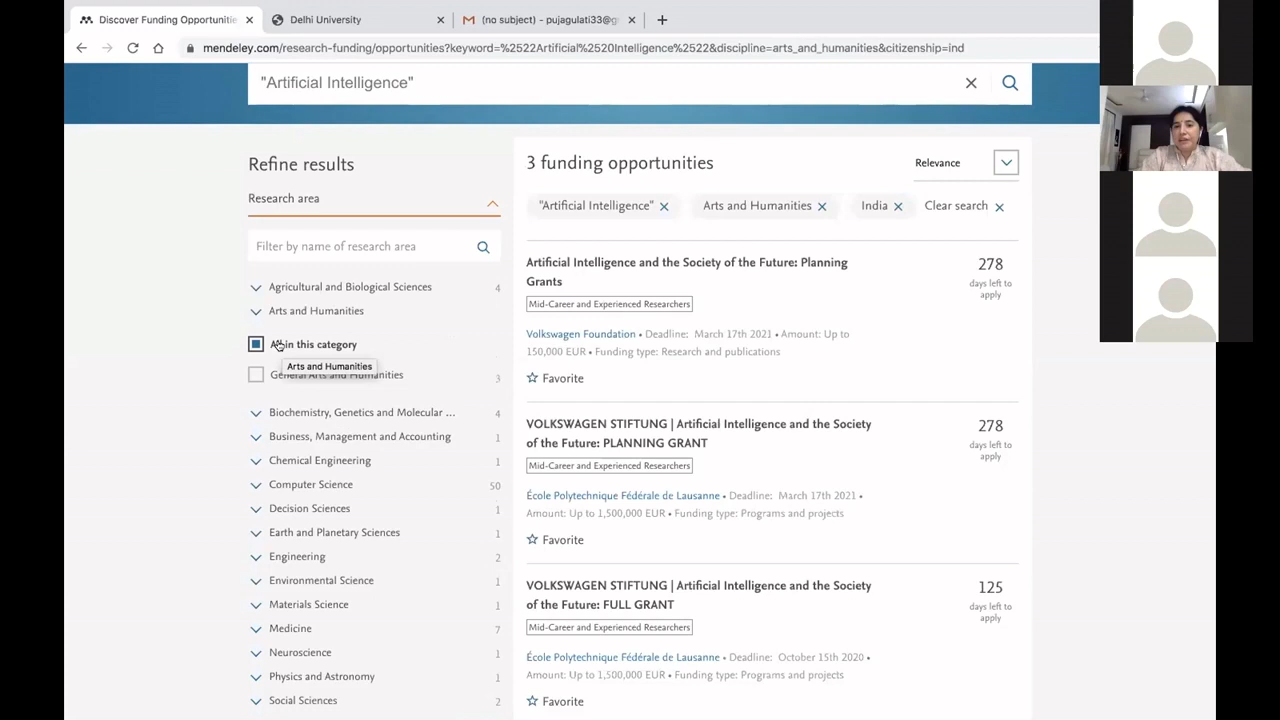 Discover Funding Opportunities
Delhi University
(no subject) - pujagulati33@g
mendeley.com/research-funding/opportunities?keyword=%2522Artificial%2520Intelligence%2522&discipline=arts_and_humanities&citizenship=ind
"Artificial Intelligence"
Refine results
Research area
Filter by name of research area
Agricultural and Biological Sciences 4
Arts and Humanities
All in this category
Arts and Humanities
General Arts and Humanities 3
Biochemistry, Genetics and Molecular ... 4
Business, Management and Accounting 1
Chemical Engineering 1
Computer Science 50
Decision Sciences 1
Earth and Planetary Sciences 1
Engineering 2
Environmental Science 1
Materials Science 1
Medicine 7
Neuroscience 1
Physics and Astronomy 1
Social Sciences 2
3 funding opportunities
Relevance
"Artificial Intelligence"
Arts and Humanities
India
Clear search
Artificial Intelligence and the Society of the Future: Planning
Grants
Mid-Career and Experienced Researchers
Volkswagen Foundation • Deadline: March 17th 2021 • Amount: Up to
150,000 EUR • Funding type: Research and publications
Favorite
278
days left to
apply
VOLKSWAGEN STIFTUNG | Artificial Intelligence and the Society
of the Future: PLANNING GRANT
Mid-Career and Experienced Researchers
École Polytechnique Fédérale de Lausanne • Deadline: March 17th 2021 •
Amount: Up to 1,500,000 EUR • Funding type: Programs and projects
Favorite
278
days left to
apply
VOLKSWAGEN STIFTUNG | Artificial Intelligence and the Society
of the Future: FULL GRANT
Mid-Career and Experienced Researchers
École Polytechnique Fédérale de Lausanne • Deadline: October 15th 2020 •
Amount: Up to 1,500,000 EUR • Funding type: Programs and projects
Favorite
125
days left to
apply